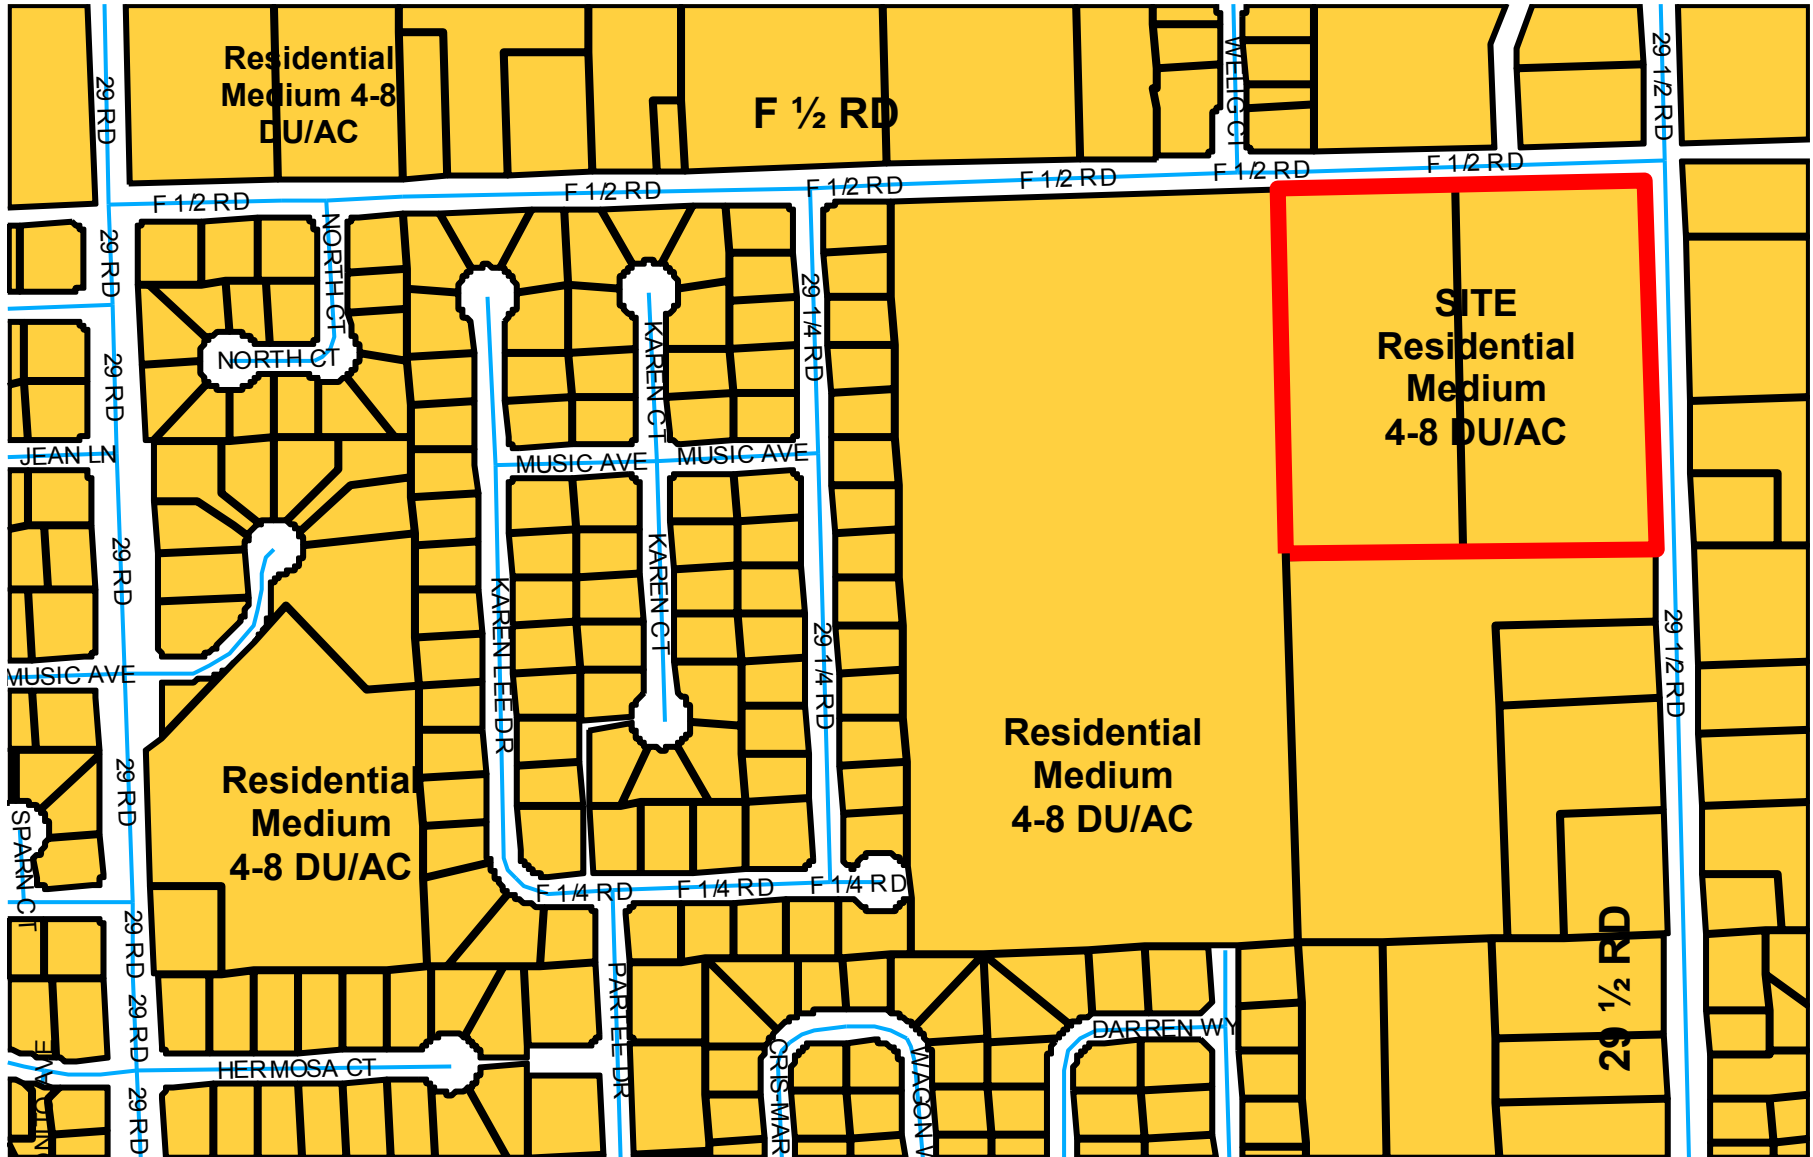 Residential
Medium 4-8
DU/AC
F ½ RD
29 RD
WELIG CT
29 1/2 RD
F 1/2 RD
F 1/2 RD
F 1/2 RD
F 1/2 RD
F 1/2 RD
F 1/2 RD
29 RD
NORTH CT
NORTH CT
29 RD
KAREN CT
29 1/4 RD
SITE
Residential
Medium
4-8 DU/AC
JEAN LN
MUSIC AVE
MUSIC AVE
29 RD
KAREN CT
KAREN LEE DR
29 1/4 RD
29 1/2 RD
MUSIC AVE
Residential
Medium
4-8 DU/AC
Residential
Medium
4-8 DU/AC
29 RD
SPARN CT
F 1/4 RD
F 1/4 RD
F 1/4 RD
29 RD
29 ½ RD
PARTEE DR
29 RD
HERMOSA CT
DARREN WY
CRIS-MAR
WAGON
29 RD